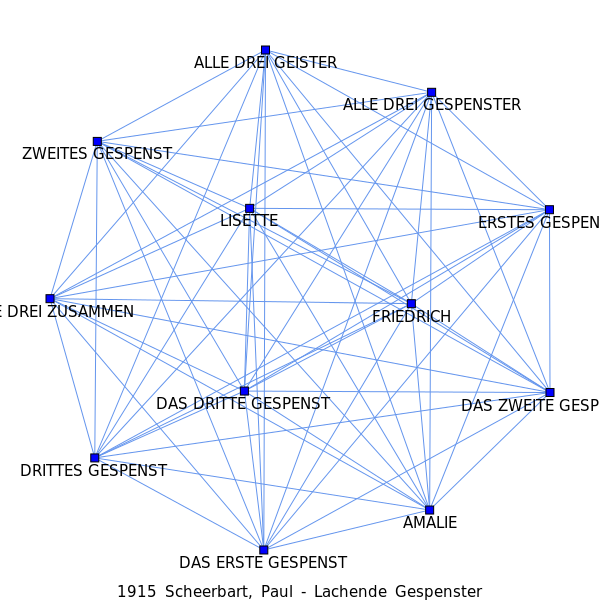 ALLE DREI GEISTER
ALLE DREI GESPENSTER
ZWEITES GESPENST
LISETTE
ERSTES GESPEN
E DREI ZUSAMMEN
FRIEDRICH
DAS DRITTE GESPENST
DAS ZWEITE GESP
DRITTES GESPENST
AMALIE
DAS ERSTE GESPENST
1915 Scheerbart, Paul - Lachende Gespenster